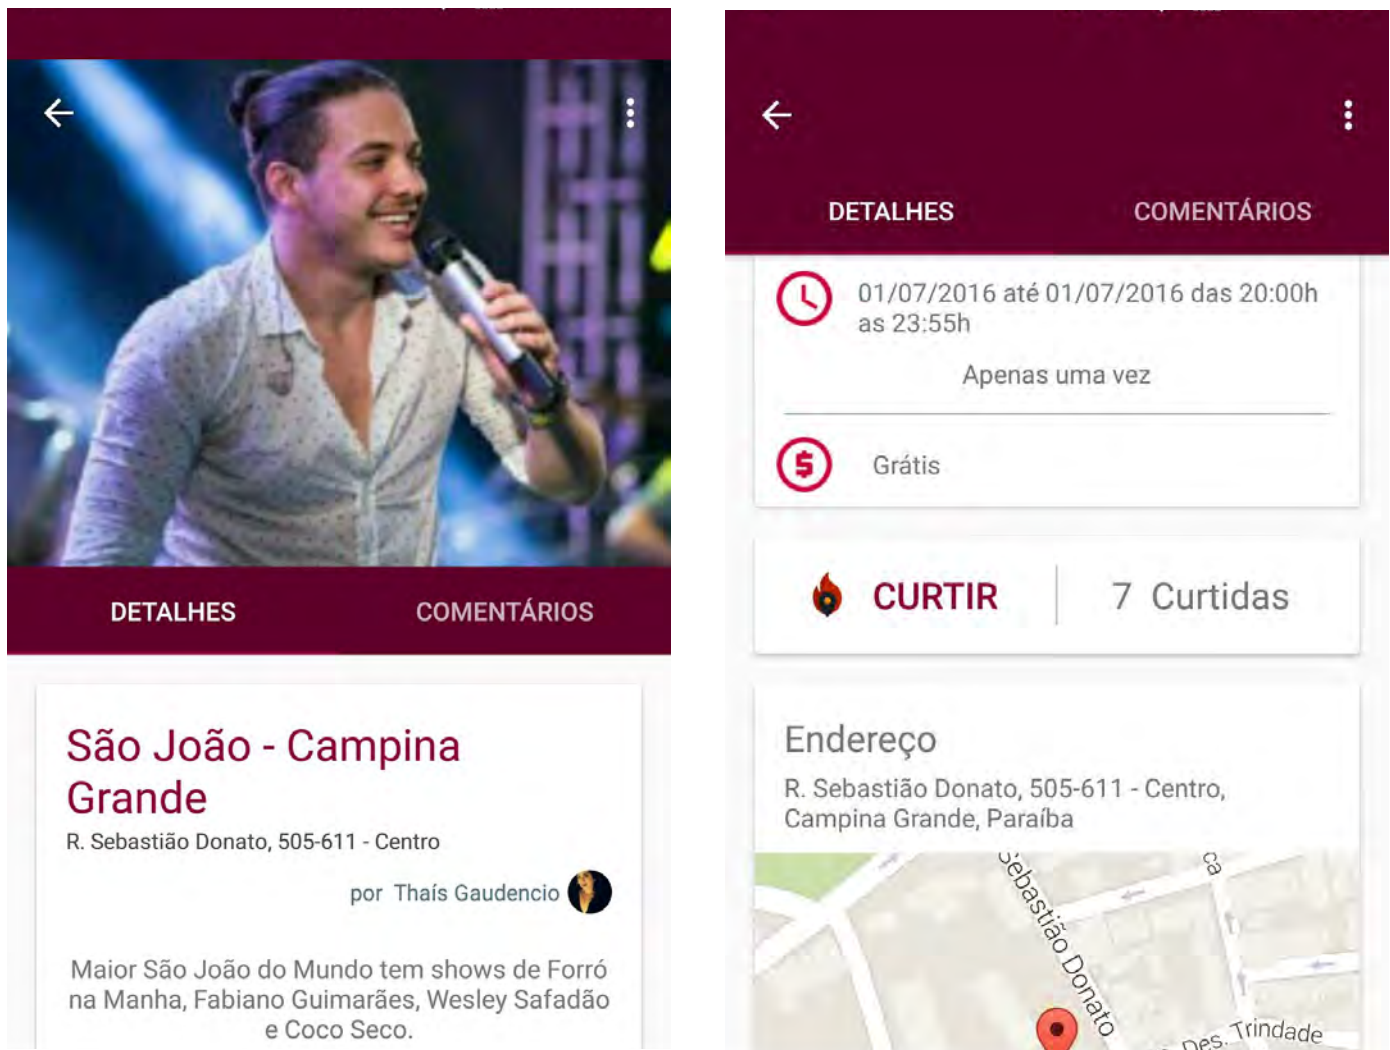 DETALHES
COMENTÁRIOS
São João - Campina
Grande
R. Sebastião Donato, 505-611 - Centro
por Thaís Gaudencio
Maior São João do Mundo tem shows de Forró
na Manha, Fabiano Guimarães, Wesley Safadão
e Coco Seco.
DETALHES
COMENTÁRIOS
01/07/2016 até 01/07/2016 das 20:00h
as 23:55h
Apenas uma vez
Grátis
CURTIR
7 Curtidas
Endereço
R. Sebastião Donato, 505-611 - Centro,
Campina Grande, Paraíba
Sebastião Donato
ca
Des. Trindade